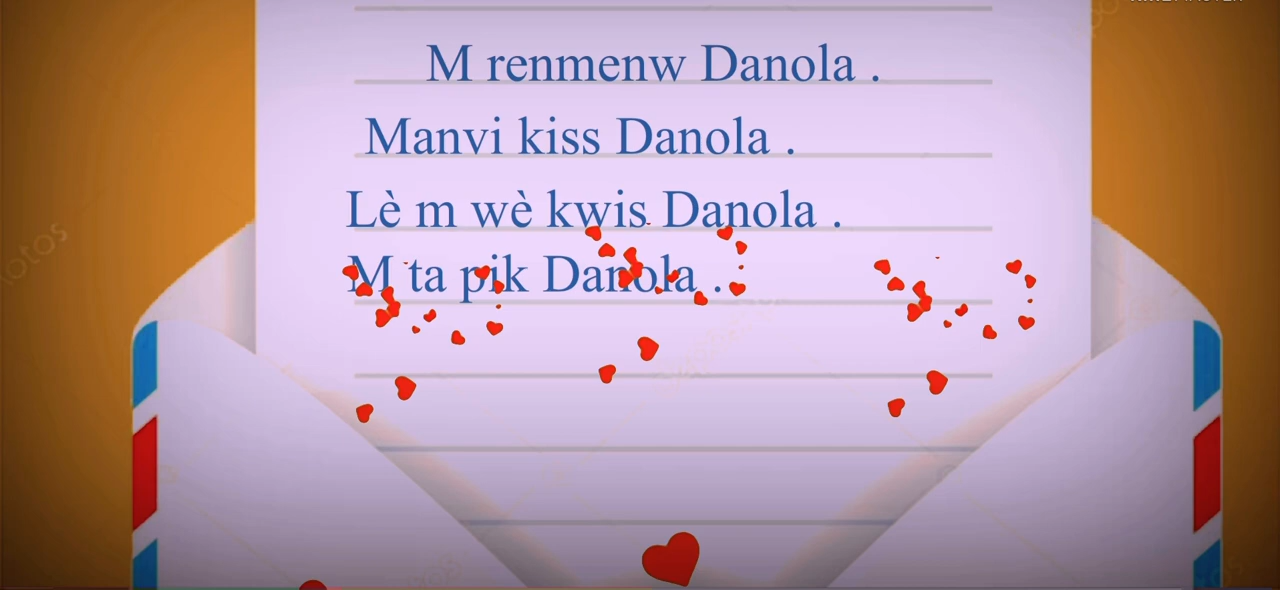 M renmenw Danola .
Manvi kiss Danola .
Lè m wè kwis Danola .
M ta pik Danola .